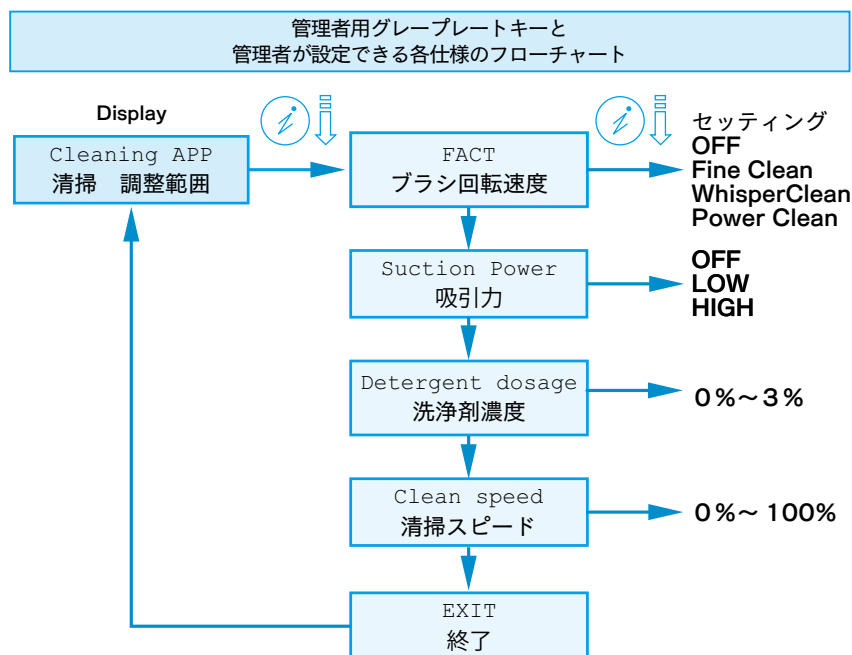 管理者用グレープレートキーと
管理者が設定できる各仕様のフローチャート
Display
Cleaning APP
清掃　調整範囲
i
FACT
ブラシ回転速度
i
セッティング
OFF
Fine Clean
WhisperClean
Power Clean
Suction Power
吸引力
OFF
LOW
HIGH
Detergent dosage
洗浄剤濃度
0%～3%
Clean speed
清掃スピード
0%～100%
EXIT
終了